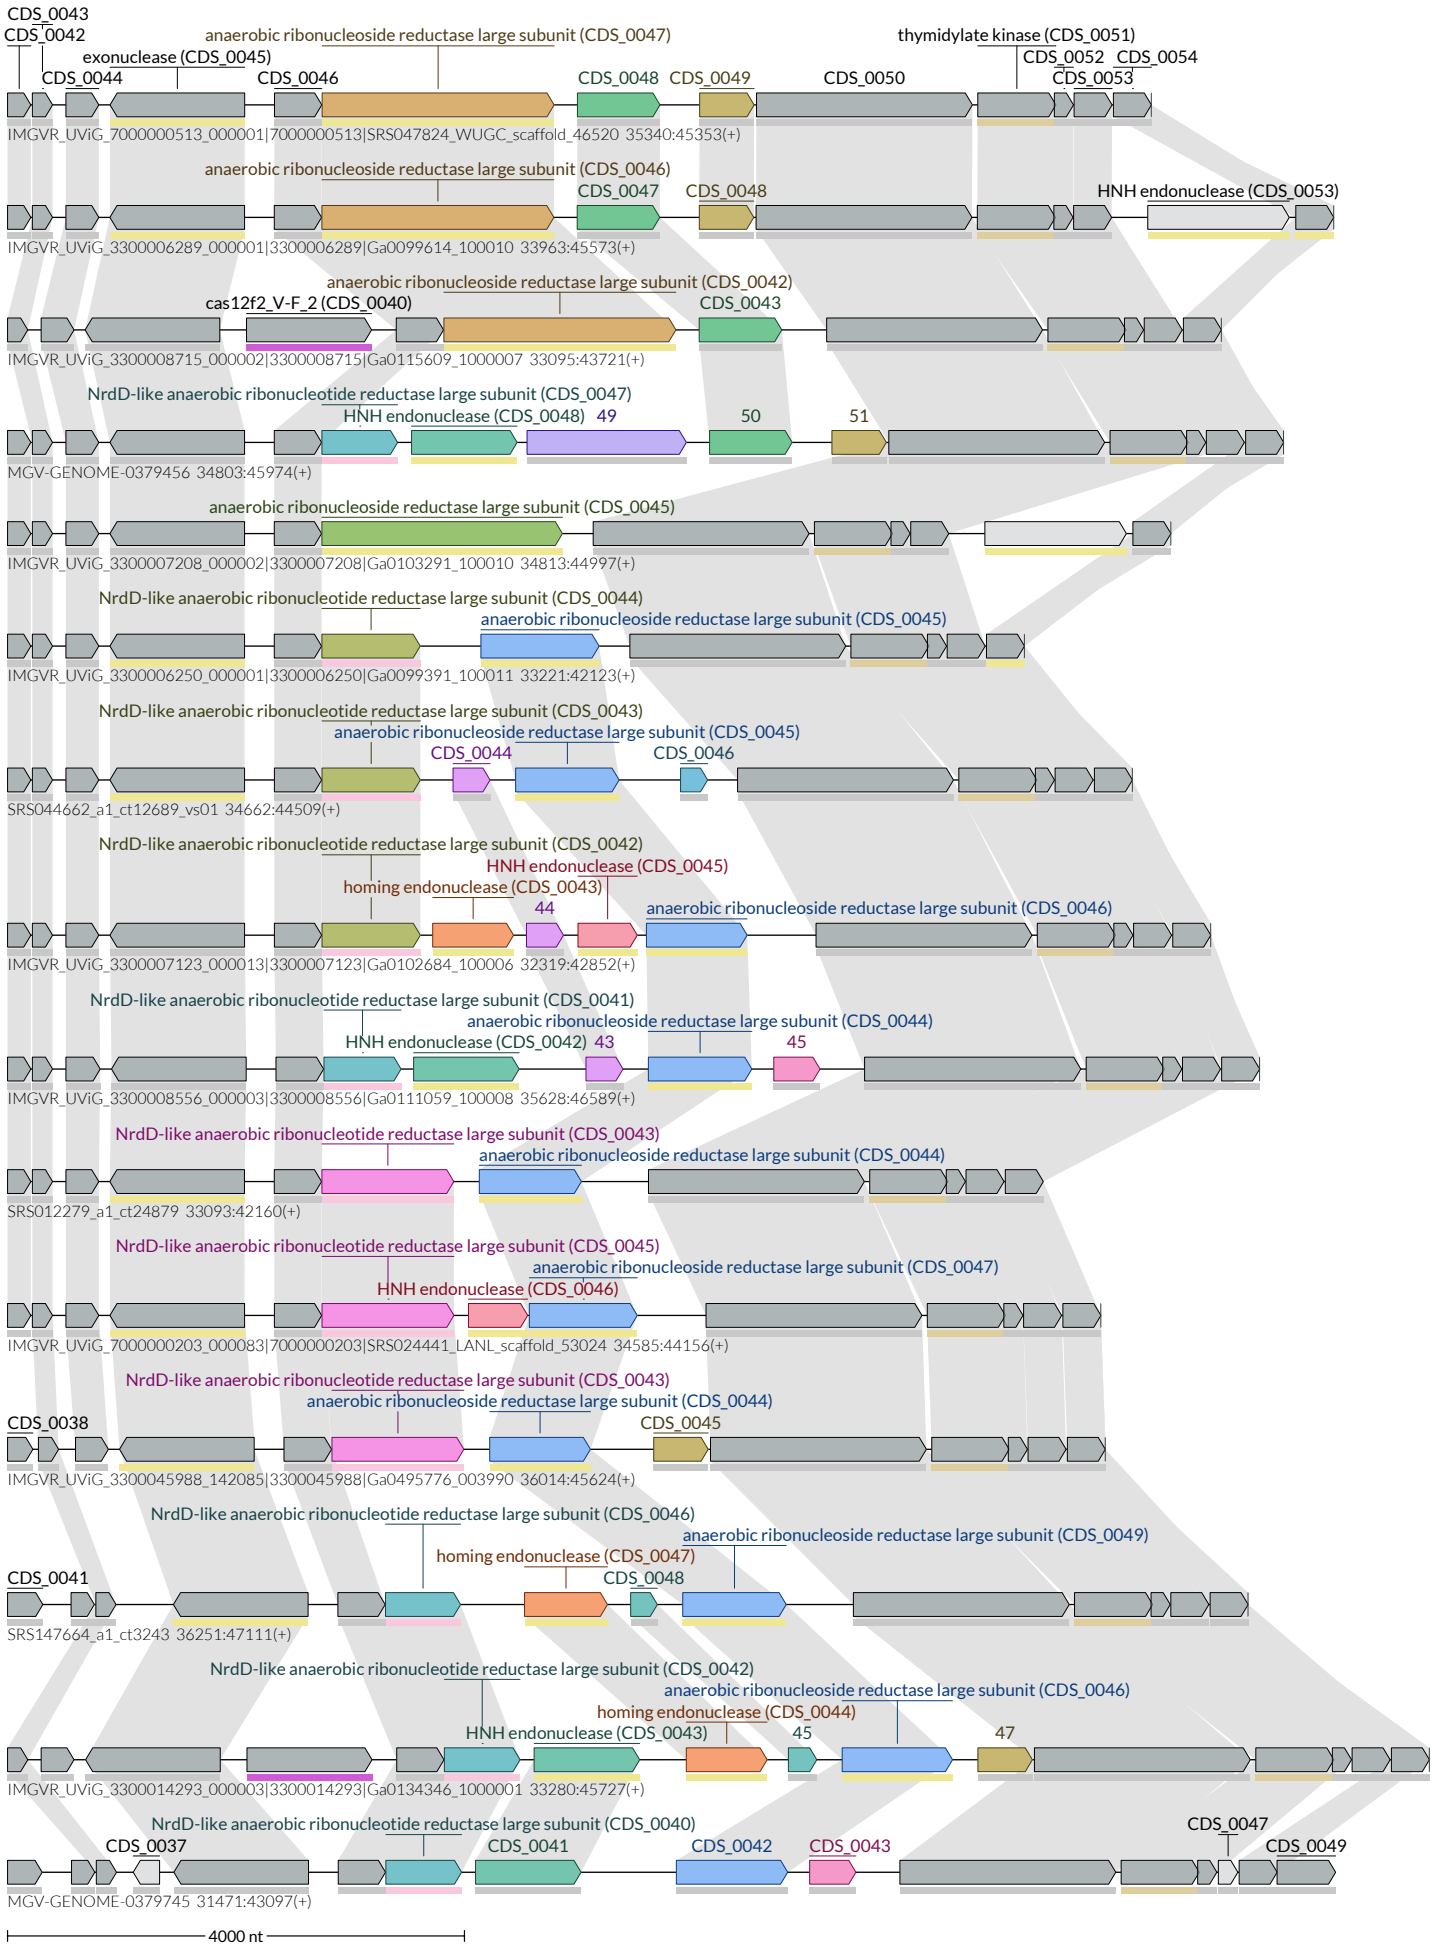 CDS_0043
CDS_0042
anaerobic ribonucleoside reductase large subunit (CDS_0047)
thymidylate kinase (CDS_0051)
exonuclease (CDS_0045)
CDS_0052 CDS_0054
CDS_0044 CDS_0046 CDS_0048 CDS_0049 CDS_0050 CDS_0053
IMGVR_UViG_7000000513_000001|7000000513|SRS047824_WUGC_scaffold_46520 35340:45353(+)
anaerobic ribonucleoside reductase large subunit (CDS_0046)
CDS_0047 CDS_0048 HNH endonuclease (CDS_0053)
IMGVR_UViG_3300006289_000001|3300006289|Ga0099614_100010 33963:45573(+)
anaerobic ribonucleoside reductase large subunit (CDS_0042)
cas12f2_V-F_2 (CDS_0040) CDS_0043
IMGVR_UViG_3300008715_000002|3300008715|Ga0115609_1000007 33095:43721(+)
NrdD-like anaerobic ribonucleotide reductase large subunit (CDS_0047)
HNH endonuclease (CDS_0048) 49 50 51
MGV-GENOME-0379456 34803:45974(+)
anaerobic ribonucleoside reductase large subunit (CDS_0045)
IMGVR_UViG_3300007208_000002|3300007208|Ga0103291_100010 34813:44997(+)
NrdD-like anaerobic ribonucleotide reductase large subunit (CDS_0044)
anaerobic ribonucleoside reductase large subunit (CDS_0045)
IMGVR_UViG_3300006250_000001|3300006250|Ga0099391_100011 33221:42123(+)
NrdD-like anaerobic ribonucleotide reductase large subunit (CDS_0043)
anaerobic ribonucleoside reductase large subunit (CDS_0045)
CDS_0044 CDS_0046
SRS044662_a1_ct12689_vs01 34662:44509(+)
NrdD-like anaerobic ribonucleotide reductase large subunit (CDS_0042)
HNH endonuclease (CDS_0045)
homing endonuclease (CDS_0043)
44 anaerobic ribonucleoside reductase large subunit (CDS_0046)
IMGVR_UViG_3300007123_000013|3300007123|Ga0102684_100006 32319:42852(+)
NrdD-like anaerobic ribonucleotide reductase large subunit (CDS_0041)
anaerobic ribonucleoside reductase large subunit (CDS_0044)
HNH endonuclease (CDS_0042) 43 45
IMGVR_UViG_3300008556_000003|3300008556|Ga0111059_100008 35628:46589(+)
NrdD-like anaerobic ribonucleotide reductase large subunit (CDS_0043)
anaerobic ribonucleoside reductase large subunit (CDS_0044)
SRS012279_a1_ct24879 33093:42160(+)
NrdD-like anaerobic ribonucleotide reductase large subunit (CDS_0045)
anaerobic ribonucleoside reductase large subunit (CDS_0047)
HNH endonuclease (CDS_0046)
IMGVR_UViG_7000000203_000083|7000000203|SRS024441_LANL_scaffold_53024 34585:44156(+)
NrdD-like anaerobic ribonucleotide reductase large subunit (CDS_0043)
anaerobic ribonucleoside reductase large subunit (CDS_0044)
CDS_0038 CDS_0045
IMGVR_UViG_3300045988_142085|3300045988|Ga0495776_003990 36014:45624(+)
NrdD-like anaerobic ribonucleotide reductase large subunit (CDS_0046)
anaerobic ribonucleoside reductase large subunit (CDS_0049)
homing endonuclease (CDS_0047)
CDS_0041 CDS_0048
SRS147664_a1_ct3243 36251:47111(+)
NrdD-like anaerobic ribonucleotide reductase large subunit (CDS_0042)
anaerobic ribonucleoside reductase large subunit (CDS_0046)
homing endonuclease (CDS_0044)
HNH endonuclease (CDS_0043) 45 47
IMGVR_UViG_3300014293_000003|3300014293|Ga0134346_1000001 33280:45727(+)
NrdD-like anaerobic ribonucleotide reductase large subunit (CDS_0040) CDS_0047
CDS_0037 CDS_0041 CDS_0042 CDS_0043 CDS_0049
MGV-GENOME-0379745 31471:43097(+)
4000 nt